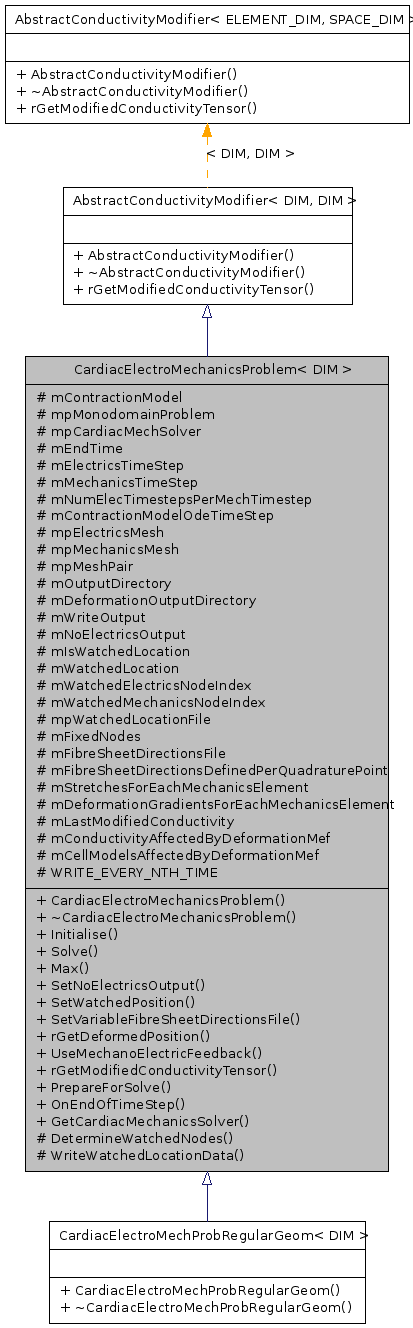 AbstractConductivityModifier< ELEMENT_DIM, SPACE_DIM >
+ AbstractConductivityModifier()
+ ~AbstractConductivityModifier()
+ rGetModifiedConductivityTensor()
< DIM, DIM >
AbstractConductivityModifier< DIM, DIM >
+ AbstractConductivityModifier()
+ ~AbstractConductivityModifier()
+ rGetModifiedConductivityTensor()
CardiacElectroMechanicsProblem< DIM >
# mContractionModel
# mpMonodomainProblem
# mpCardiacMechSolver
# mEndTime
# mElectricsTimeStep
# mMechanicsTimeStep
# mNumElecTimestepsPerMechTimestep
# mContractionModelOdeTimeStep
# mpElectricsMesh
# mpMechanicsMesh
# mpMeshPair
# mOutputDirectory
# mDeformationOutputDirectory
# mWriteOutput
# mNoElectricsOutput
# mIsWatchedLocation
# mWatchedLocation
# mWatchedElectricsNodeIndex
# mWatchedMechanicsNodeIndex
# mpWatchedLocationFile
# mFixedNodes
# mFibreSheetDirectionsFile
# mFibreSheetDirectionsDefinedPerQuadraturePoint
# mStretchesForEachMechanicsElement
# mDeformationGradientsForEachMechanicsElement
# mLastModifiedConductivity
# mConductivityAffectedByDeformationMef
# mCellModelsAffectedByDeformationMef
# WRITE_EVERY_NTH_TIME
+ CardiacElectroMechanicsProblem()
+ ~CardiacElectroMechanicsProblem()
+ Initialise()
+ Solve()
+ Max()
+ SetNoElectricsOutput()
+ SetWatchedPosition()
+ SetVariableFibreSheetDirectionsFile()
+ rGetDeformedPosition()
+ UseMechanoElectricFeedback()
+ rGetModifiedConductivityTensor()
+ PrepareForSolve()
+ OnEndOfTimeStep()
+ GetCardiacMechanicsSolver()
# DetermineWatchedNodes()
# WriteWatchedLocationData()
CardiacElectroMechProbRegularGeom< DIM >
+ CardiacElectroMechProbRegularGeom()
+ ~CardiacElectroMechProbRegularGeom()